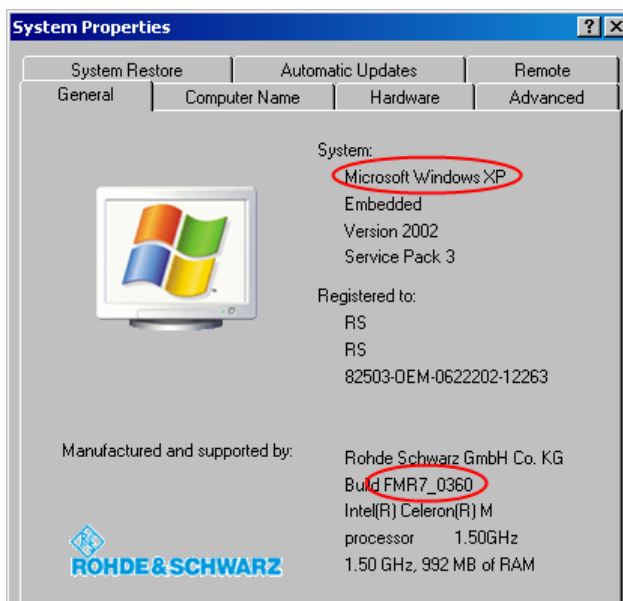 System Properties
System Restore
Automatic Updates
Remote
General
Computer Name
Hardware
Advanced
System:
Microsoft Windows XP
Embedded
Version 2002
Service Pack 3
Registered to:
RS
RS
82503-OEM-0622202-12263
Manufactured and supported by:
Rohde Schwarz GmbH Co. KG
Build FMR7_0360
Intel(R) Celeron(R) M
processor 1.50GHz
1.50 GHz, 992 MB of RAM
ROHDE&SCHWARZ